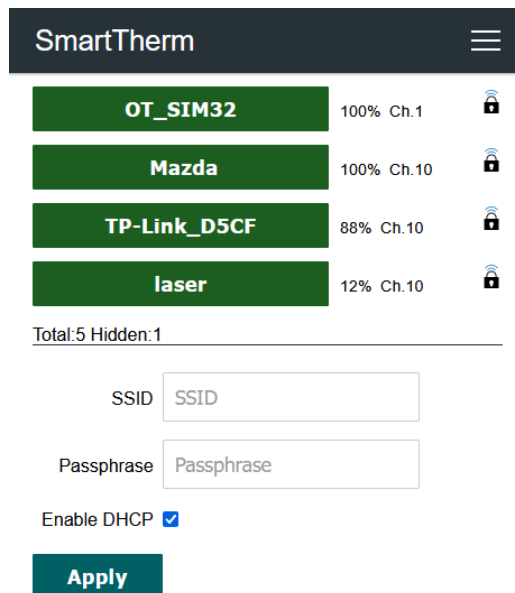 SmartTherm
OT_SIM32 100% Ch.1
Mazda 100% Ch.10
TP-Link_D5CF 88% Ch.10
laser 12% Ch.10
Total:5 Hidden:1
SSID SSID
Passphrase Passphrase
Enable DHCP
Apply